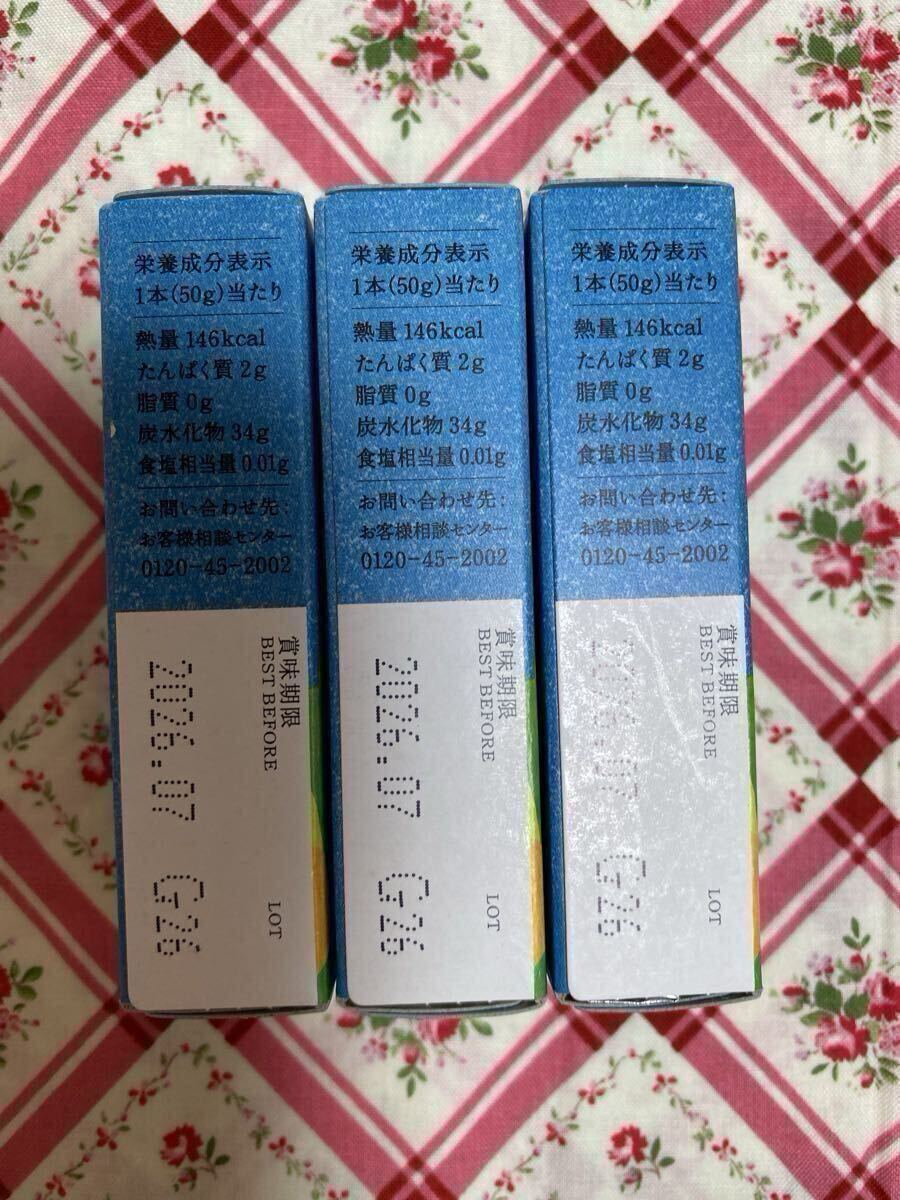 栄養成分表示
1本(50g)当たり
熱量 146kcal
たんぱく質 2g
脂質 0g
炭水化物 34g
食塩相当量 0.01g
お問い合わせ先:
お客様相談センター
0120-45-2002
賞味期限
BEST BEFORE
2026.07
LOT
G26
栄養成分表示
1本(50g)当たり
熱量 146kcal
たんぱく質 2g
脂質 0g
炭水化物 34g
食塩相当量 0.01g
お問い合わせ先:
お客様相談センター
0120-45-2002
賞味期限
BEST BEFORE
2026.07
LOT
G26
栄養成分表示
1本(50g)当たり
熱量 146kcal
たんぱく質 2g
脂質 0g
炭水化物 34g
食塩相当量 0.01g
お問い合わせ先:
お客様相談センター
0120-45-2002
賞味期限
BEST BEFORE
2026.07
LOT
G26